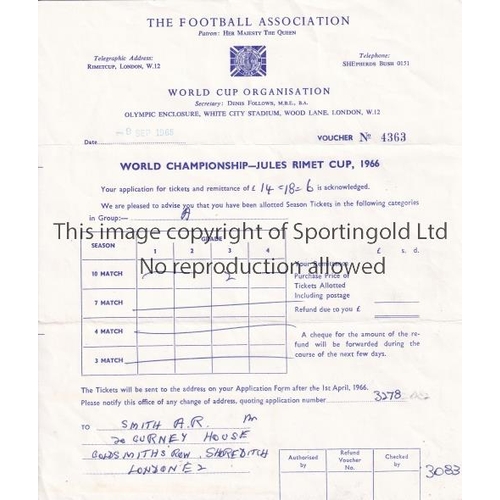 THE FOOTBALL ASSOCIATION
Patron: HER MAJESTY THE QUEEN
Telegraphic Address:
RIMETCUP, LONDON, W.12
Telephone:
SHEPHERDS BUSH 0151
WORLD CUP ORGANISATION
Secretary: DENIS FOLLOWS, M.B.E., B.A.
OLYMPIC ENCLOSURE, WHITE CITY STADIUM, WOOD LANE, LONDON, W.12
Date
VOUCHER № 4363
WORLD CHAMPIONSHIP—JULES RIMET CUP, 1966
Your application for tickets and remittance of £ 14-18-6 is acknowledged.
We are pleased to advise you that you have been allotted Season Tickets in the following categories
in Group:— A
This image copyright of Sportingold Ltd
No reproduction allowed
SEASON GRADE £ s. d.
1 2 3 4
10 MATCH
Your Remittance
Purchase Price of
Tickets Allotted
Including postage
7 MATCH
Refund due to you £
4 MATCH
3 MATCH
A cheque for the amount of the re-
fund will be forwarded during the
course of the next few days.
The Tickets will be sent to the address on your Application Form after the 1st April, 1966.
Please notify this office of any change of address, quoting application number 3278
TO SMITH A.R. Mr
20 GURNEY HOUSE
GOLDSMITHS ROW, SHOREDITCH
LONDON E2
Authorised by
Refund Voucher No.
Checked by
3083